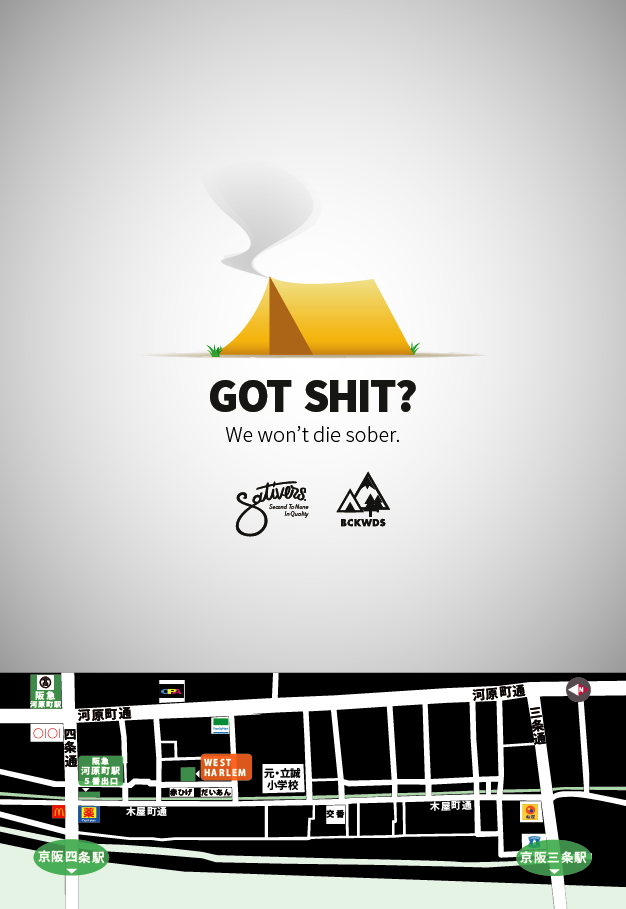 GOT SHIT?
We won't die sober.
Sativers.
Second To None
In Quality
BCKWDS
阪急
河原町駅
OPA
河原町通
河原町通
N
OIOI
四条通
三条通
FamilyMart
阪急
河原町駅
5番出口
WEST
HARLEM
元・立誠
小学校
赤ひげ
だいあん
薬
木屋町通
交番
木屋町通
京阪四条駅
京阪三条駅